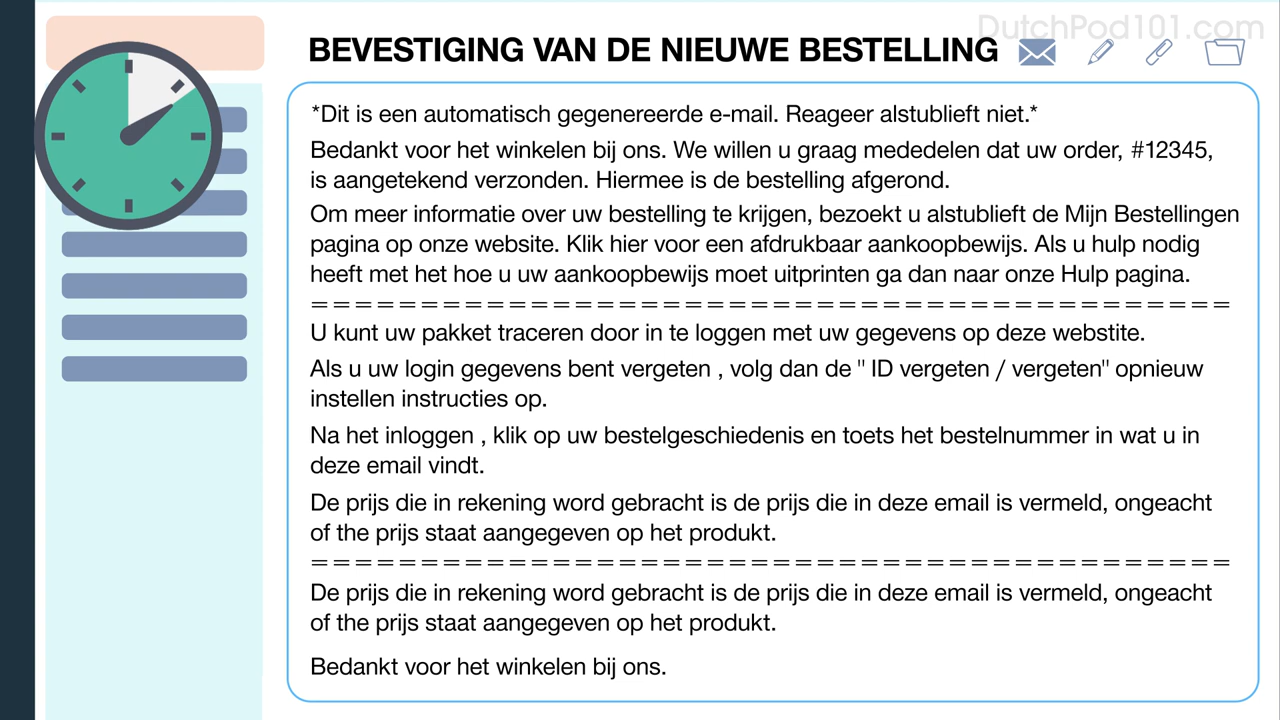 DutchPod101.com
BEVESTIGING VAN DE NIEUWE BESTELLING
*Dit is een automatisch gegenereerde e-mail. Reageer alstublieft niet.*
Bedankt voor het winkelen bij ons. We willen u graag mededelen dat uw order, #12345,
is aangetekend verzonden. Hiermee is de bestelling afgerond.
Om meer informatie over uw bestelling te krijgen, bezoekt u alstublieft de Mijn Bestellingen
pagina op onze website. Klik hier voor een afdrukbaar aankoopbewijs. Als u hulp nodig
heeft met het hoe u uw aankoopbewijs moet uitprinten ga dan naar onze Hulp pagina.
==========================================
U kunt uw pakket traceren door in te loggen met uw gegevens op deze webstite.
Als u uw login gegevens bent vergeten , volg dan de " ID vergeten / vergeten" opnieuw
instellen instructies op.
Na het inloggen , klik op uw bestelgeschiedenis en toets het bestelnummer in wat u in
deze email vindt.
De prijs die in rekening word gebracht is de prijs die in deze email is vermeld, ongeacht
of the prijs staat aangegeven op het produkt.
==========================================
De prijs die in rekening word gebracht is de prijs die in deze email is vermeld, ongeacht
of the prijs staat aangegeven op het produkt.
Bedankt voor het winkelen bij ons.